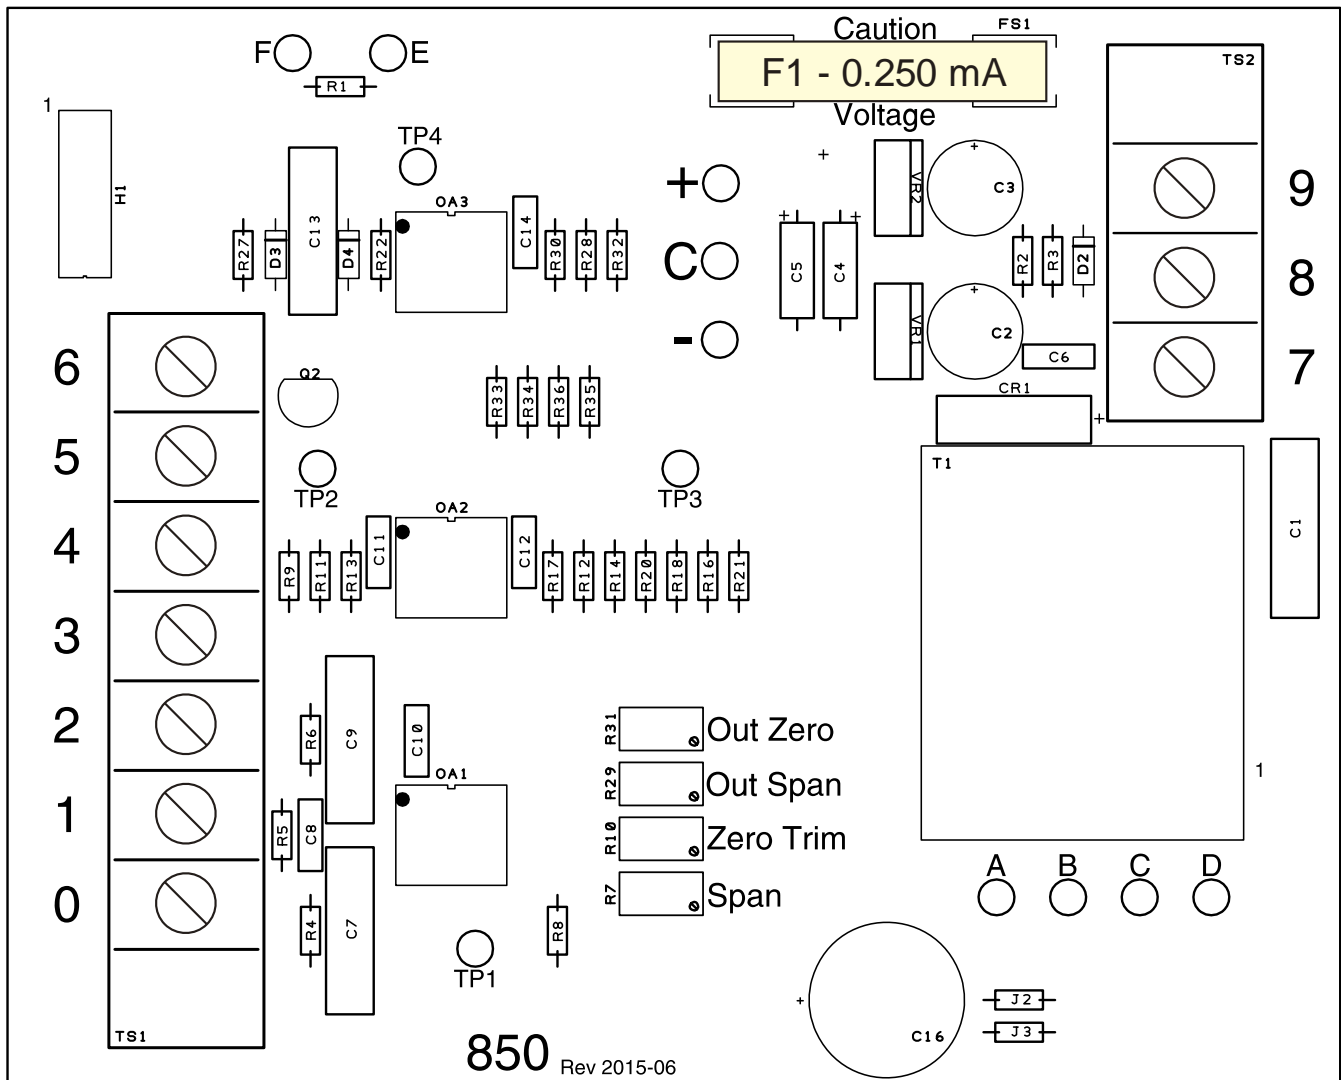 Caution FS1
F1 - 0.250 mA
Voltage
F E
R1
1
H1
TP4
OA3
R27 D3 C13 D4 R22 C14 R30 R28 R32
+
C
-
+
+ C5 + C4
VR2 + C3
VR1 + C2
R2 R3 D2
C6
CR1 +
TS2
9
8
7
6
5
4
3
2
1
0
TS1
Q2
R33 R34 R36 R35
TP2 TP3
OA2
R9 R11 R13 C11 C12 R17 R12 R14 R20 R18 R16 R21
T1
C1
1
R6 C9 C10
OA1
R5 C8
R4 C7
R8
TP1
R31 Out Zero
R29 Out Span
R10 Zero Trim
R7 Span
A B C D
+ C16
J2
J3
850 Rev 2015-06